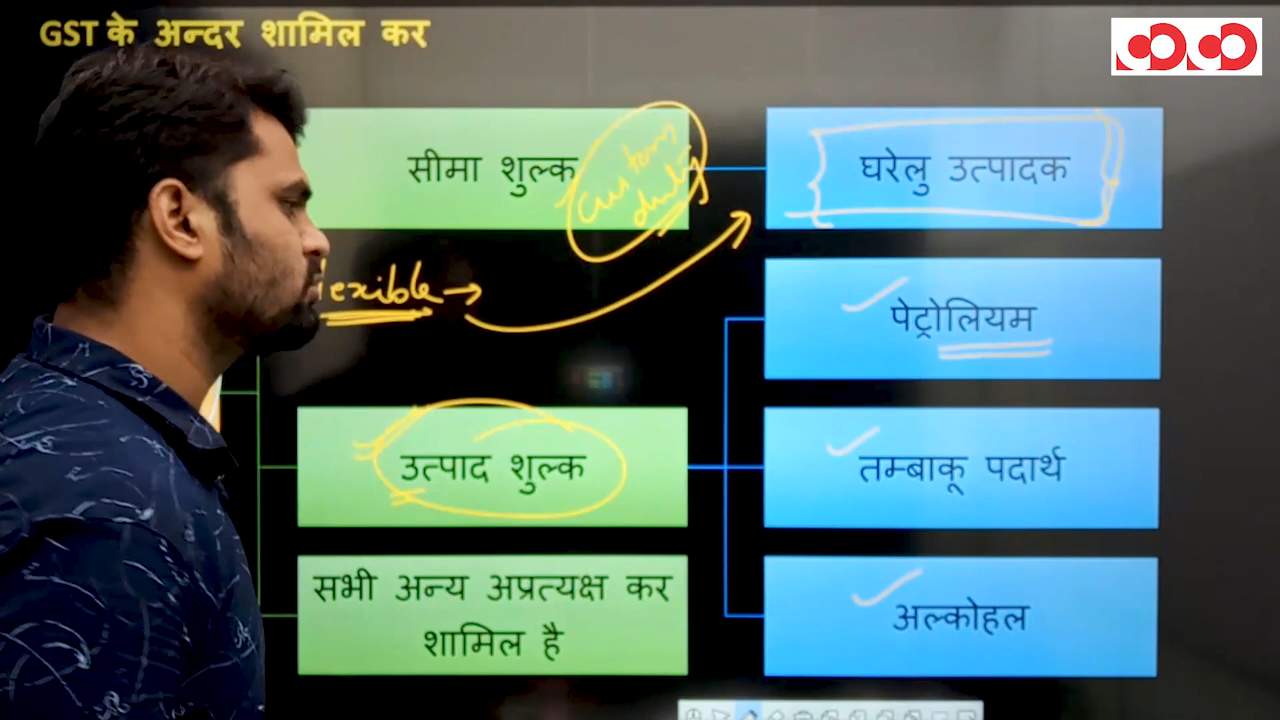 GST के अन्दर शामिल कर
सीमा शुल्क
custom
duty
घरेलु उत्पादक
lexible
पेट्रोलियम
उत्पाद शुल्क
तम्बाकू पदार्थ
सभी अन्य अप्रत्यक्ष कर
शामिल है
अल्कोहल